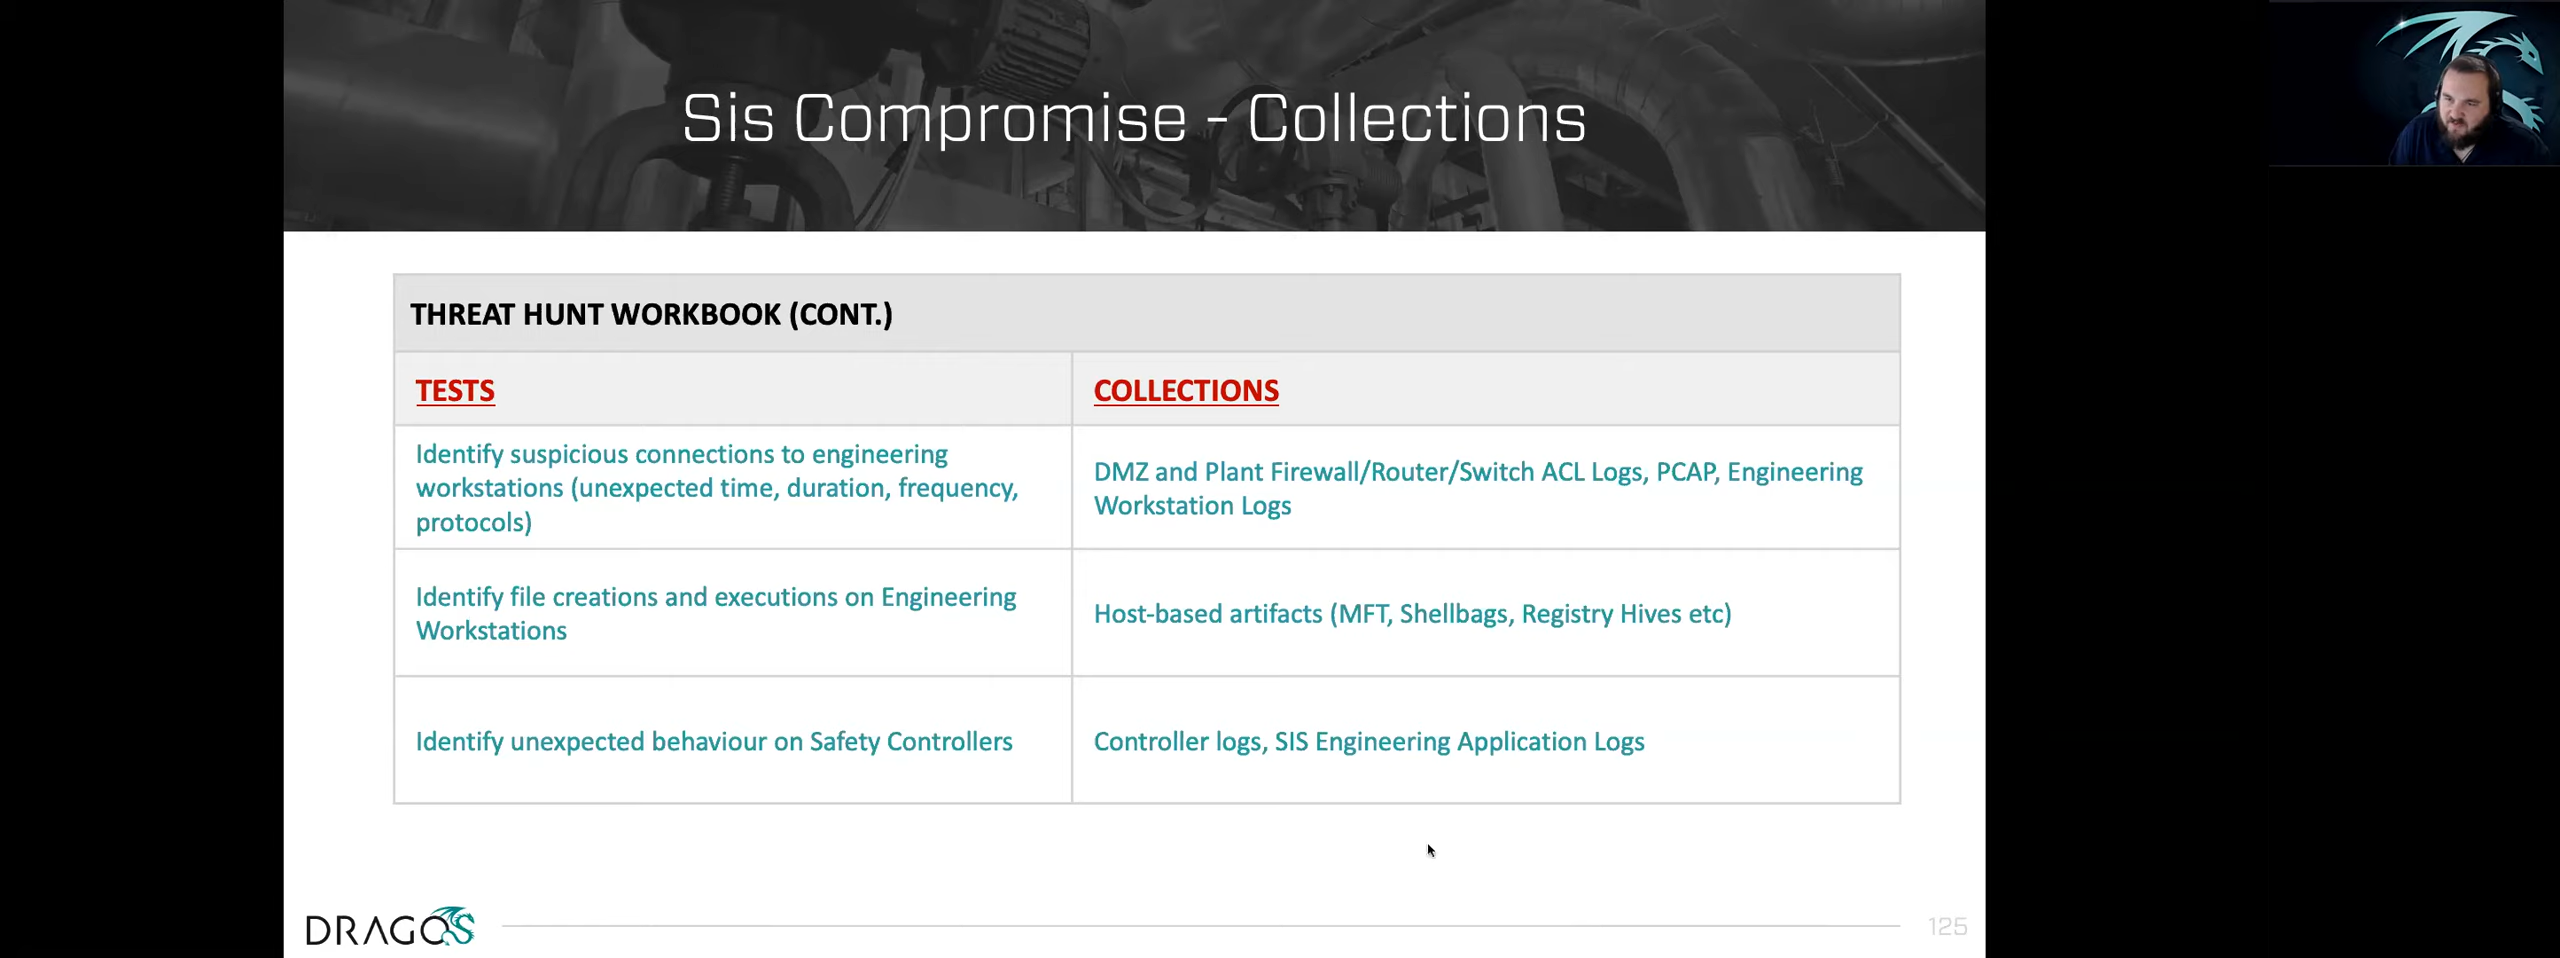 Sis Compromise - Collections
THREAT HUNT WORKBOOK (CONT.)
TESTS
COLLECTIONS
Identify suspicious connections to engineering
workstations (unexpected time, duration, frequency,
protocols)
DMZ and Plant Firewall/Router/Switch ACL Logs, PCAP, Engineering
Workstation Logs
Identify file creations and executions on Engineering
Workstations
Host-based artifacts (MFT, Shellbags, Registry Hives etc)
Identify unexpected behaviour on Safety Controllers
Controller logs, SIS Engineering Application Logs
DRAGOS
125